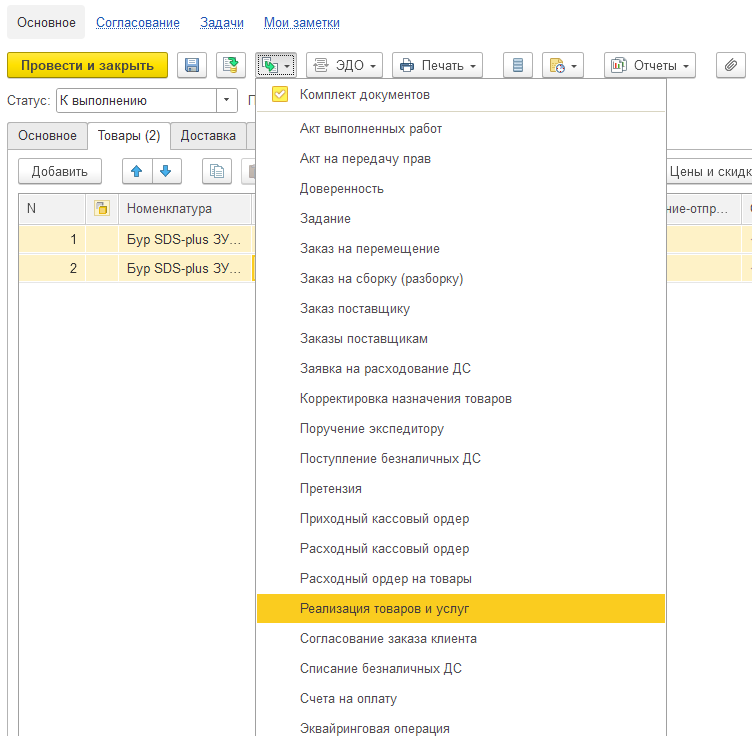 Основное Согласование Задачи Мои заметки
Провести и закрыть ЭДО Печать Отчеты
Статус: К выполнению
Основное Товары (2) Доставка
Добавить Цены и скидк
N Номенклатура ние-отпр...
1 Бур SDS-plus ЗУ...
2 Бур SDS-plus ЗУ...
Комплект документов
Акт выполненных работ
Акт на передачу прав
Доверенность
Задание
Заказ на перемещение
Заказ на сборку (разборку)
Заказ поставщику
Заказы поставщикам
Заявка на расходование ДС
Корректировка назначения товаров
Поручение экспедитору
Поступление безналичных ДС
Претензия
Приходный кассовый ордер
Расходный кассовый ордер
Расходный ордер на товары
Реализация товаров и услуг
Согласование заказа клиента
Списание безналичных ДС
Счета на оплату
Эквайринговая операция